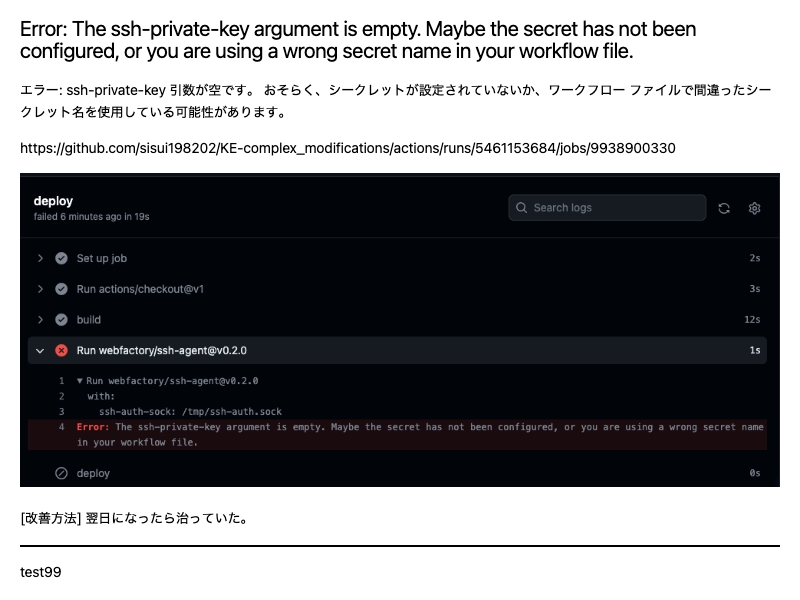 Error: The ssh-private-key argument is empty. Maybe the secret has not been
configured, or you are using a wrong secret name in your workflow file.
エラー: ssh-private-key 引数が空です。 おそらく、シークレットが設定されていないか、ワークフロー ファイルで間違ったシー
クレット名を使用している可能性があります。
https://github.com/sisui198202/KE-complex_modifications/actions/runs/5461153684/jobs/9938900330
deploy
failed 6 minutes ago in 19s
Search logs
Set up job 2s
Run actions/checkout@v1 3s
build 12s
Run webfactory/ssh-agent@v0.2.0 1s
1 ▼ Run webfactory/ssh-agent@v0.2.0
2 with:
3 ssh-auth-sock: /tmp/ssh-auth.sock
4 Error: The ssh-private-key argument is empty. Maybe the secret has not been configured, or you are using a wrong secret name
in your workflow file.
deploy 0s
[改善方法] 翌日になったら治っていた。
test99